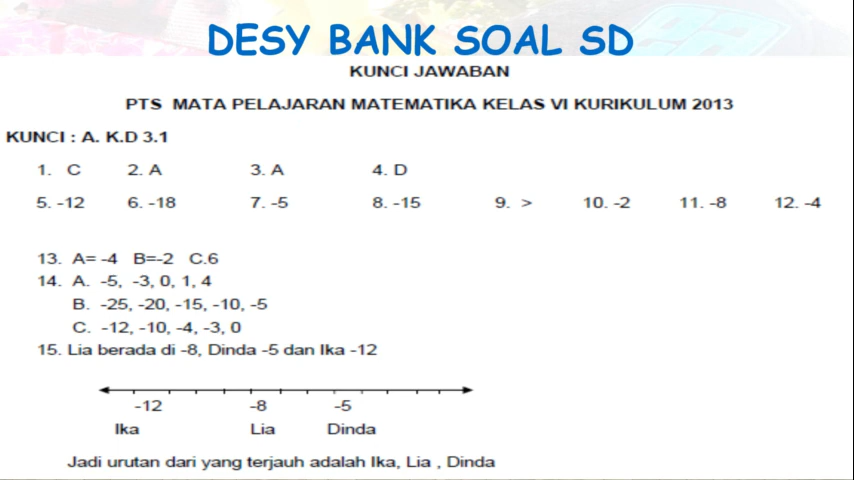 DESY BANK SOAL SD
KUNCI JAWABAN
PTS MATA PELAJARAN MATEMATIKA KELAS VI KURIKULUM 2013
KUNCI : A. K.D 3.1
1. C 2. A 3. A 4. D
5. -12 6. -18 7. -5 8. -15 9. > 10. -2 11. -8 12. -4
13. A= -4 B=-2 C.6
14. A. -5, -3, 0, 1, 4
B. -25, -20, -15, -10, -5
C. -12, -10, -4, -3, 0
15. Lia berada di -8, Dinda -5 dan Ika -12
-12 -8 -5
Ika Lia Dinda
Jadi urutan dari yang terjauh adalah Ika, Lia , Dinda